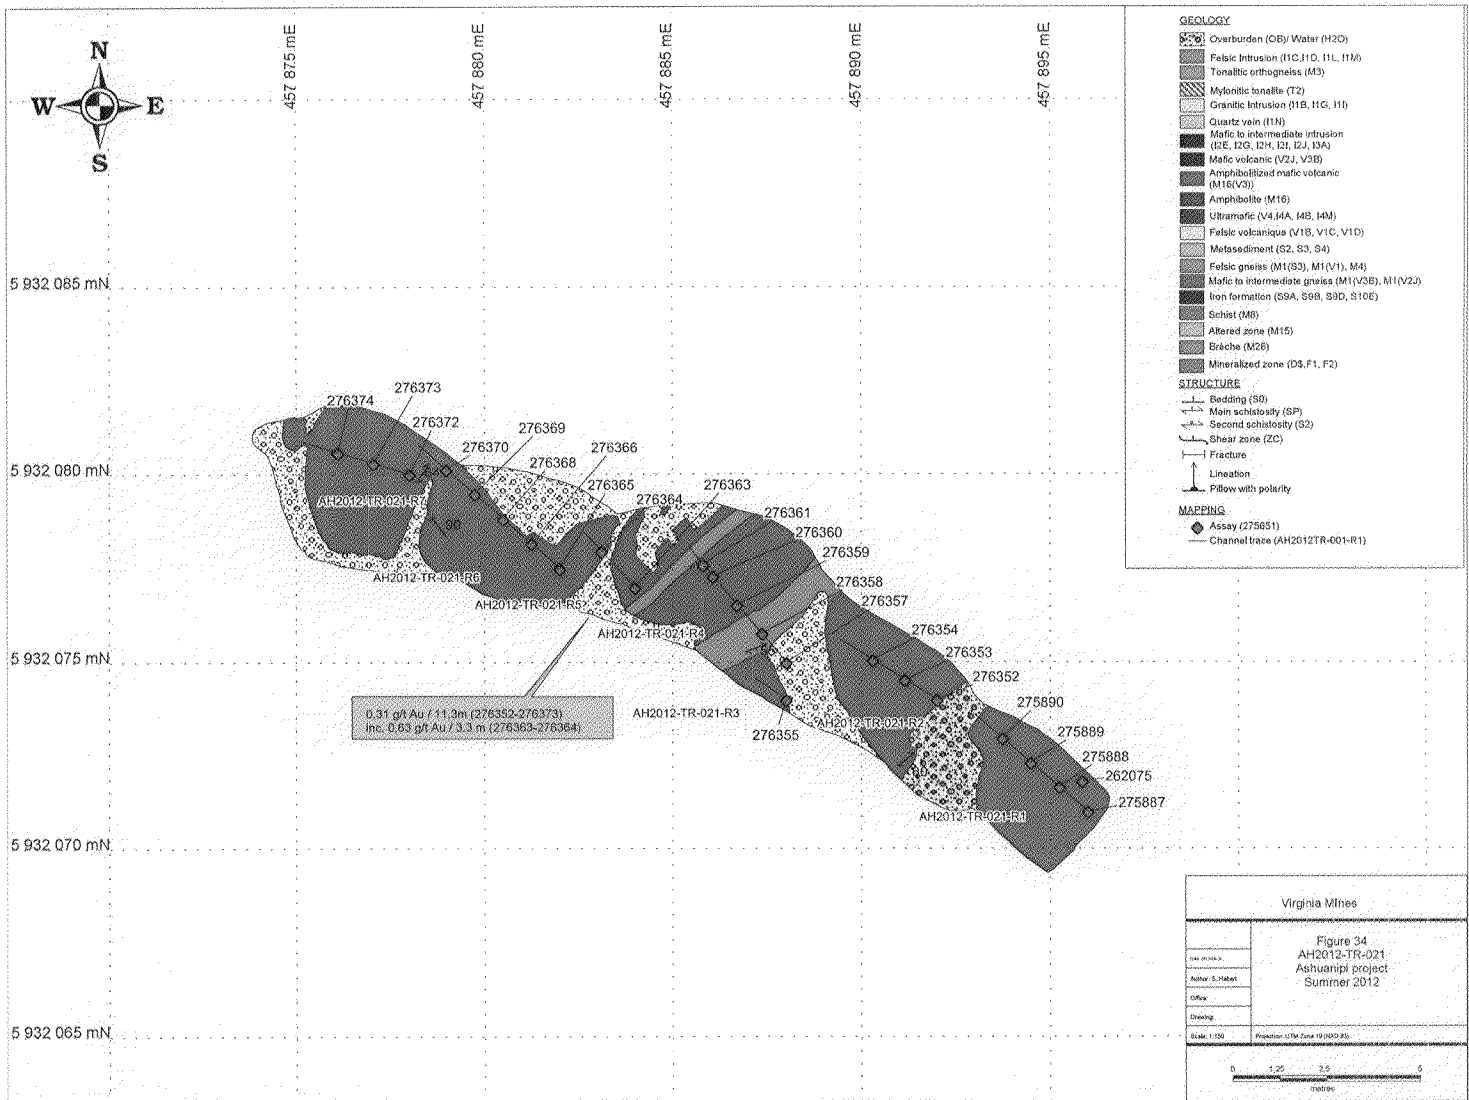 N
W
E
S
457 875.mE
457 880.mE
457 885.mE
457 890.mE
457 895.mE
5 932 085 mN
5 932 080 mN
5 932 075 mN
5 932 070 mN
5 932 065 mN
276374
276373
276372
276370
276369
276368
276366
276365
276364
276363
276361
276360
276359
276358
276357
276354
276353
276352
276355
275890
275889
275888
262075
275887
90
AH2012-TR-021-R7
AH2012-TR-021-R6
AH2012-TR-021-R5
AH2012-TR-021-R4
AH2012-TR-021-R3
AH2012-TR-021-R2
AH2012-TR-021-R1
0.31 g/t Au / 11.3m (276352-276373)
inc. 0.63 g/t Au / 3.3 m (276363-276364)
GEOLOGY
Overburden (OB)/ Water (H2O)
Felsic Intrusion (I1C,I1D, I1L, I1M)
Tonalitic orthogneiss (M3)
Mylonitic tonalite (T2)
Granitic Intrusion (I1B, I1G, I1I)
Quartz vein (I1N)
Mafic to intermediate intrusion
(I2E, I2G, I2H, I2I, I2J, I3A)
Mafic volcanic (V2J, V3B)
Amphibolitized mafic volcanic
(M16(V3))
Amphibolite (M16)
Ultramafic (V4,I4A, I4B, I4M)
Felsic volcanique (V1B, V1C, V1D)
Metasediment (S2, S3, S4)
Felsic gneiss (M1(S3), M1(V1), M4)
Mafic to intermediate gneiss (M1(V3B), M1(V2J)
Iron formation (S9A, S9B, S9D, S10E)
Schist (M8)
Altered zone (M15)
Brèche (M26)
Mineralized zone (D$,F1, F2)
STRUCTURE
Bedding (S0)
Main schistosity (SP)
Second schistosity (S2)
Shear zone (ZC)
Fracture
Lineation
Pillow with polarity
MAPPING
Assay (275651)
Channel trace (AH2012TR-001-R1)
Virginia Mines
Figure 34
AH2012-TR-021
Ashuanipi project
Summer 2012
Author: S. Hébert
Office:
Drawing:
Scale: 1:150
Projection: UTM Zone 19 (NAD 83)
0 1,25 2,5 5
metres